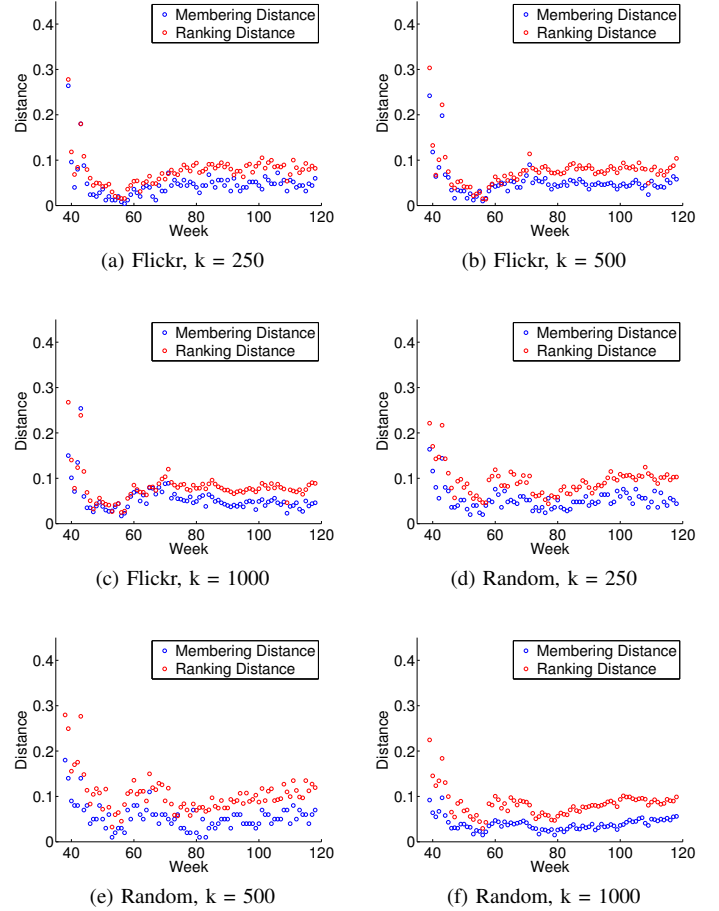 0.4
0.3
0.2
0.1
0
Distance
Membering Distance
Ranking Distance
40 60 80 100 120
Week
(a) Flickr, k = 250
0.4
0.3
0.2
0.1
0
Distance
Membering Distance
Ranking Distance
40 60 80 100 120
Week
(b) Flickr, k = 500
0.4
0.3
0.2
0.1
0
Distance
Membering Distance
Ranking Distance
40 60 80 100 120
Week
(c) Flickr, k = 1000
0.4
0.3
0.2
0.1
0
Distance
Membering Distance
Ranking Distance
40 60 80 100 120
Week
(d) Random, k = 250
0.4
0.3
0.2
0.1
0
Distance
Membering Distance
Ranking Distance
40 60 80 100 120
Week
(e) Random, k = 500
0.4
0.3
0.2
0.1
0
Distance
Membering Distance
Ranking Distance
40 60 80 100 120
Week
(f) Random, k = 1000